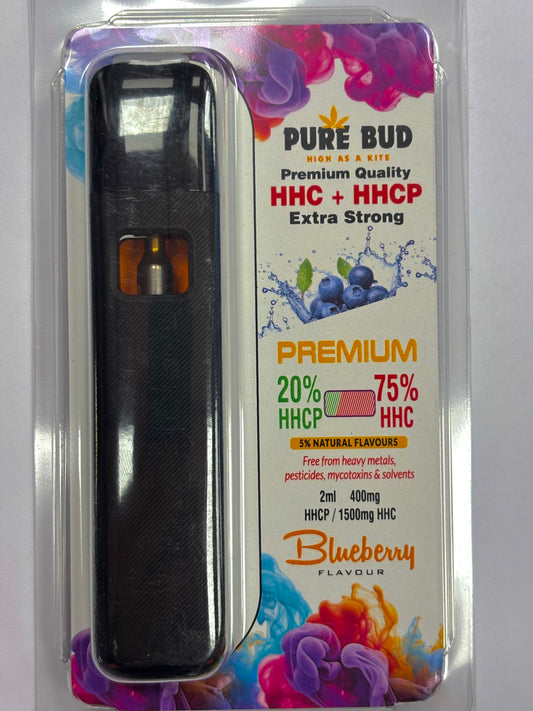 PURE BUD
HIGH AS A KITE
Premium Quality
HHC + HHCP
Extra Strong
PREMIUM
20% 75%
HHCP HHC
5% NATURAL FLAVOURS
Free from heavy metals,
pesticides, mycotoxins & solvents
2ml 400mg
HHCP / 1500mg HHC
Blueberry
FLAVOUR